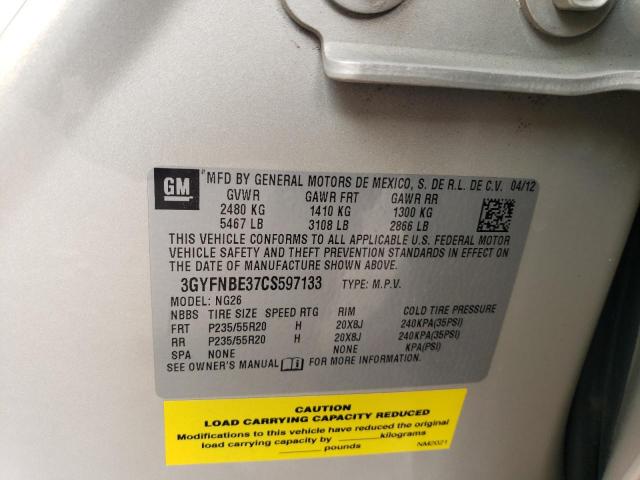 GM MFD BY GENERAL MOTORS DE MEXICO, S. DE R.L. DE C.V. 04/12
GVWR GAWR FRT GAWR RR
2480 KG 1410 KG 1300 KG
5467 LB 3108 LB 2866 LB
THIS VEHICLE CONFORMS TO ALL APPLICABLE U.S. FEDERAL MOTOR
VEHICLE SAFETY AND THEFT PREVENTION STANDARDS IN EFFECT
ON THE DATE OF MANUFACTURE SHOWN ABOVE.
3GYFNBE37CS597133 TYPE: M.P.V.
MODEL: NG26
NBBS TIRE SIZE SPEED RTG RIM COLD TIRE PRESSURE
FRT P235/55R20 H 20X8J 240KPA(35PSI)
RR P235/55R20 H 20X8J 240KPA(35PSI)
SPA NONE NONE KPA(PSI)
SEE OWNER'S MANUAL FOR MORE INFORMATION.
CAUTION
LOAD CARRYING CAPACITY REDUCED
Modifications to this vehicle have reduced the original
load carrying capacity by ______ kilograms
______ pounds NM2021